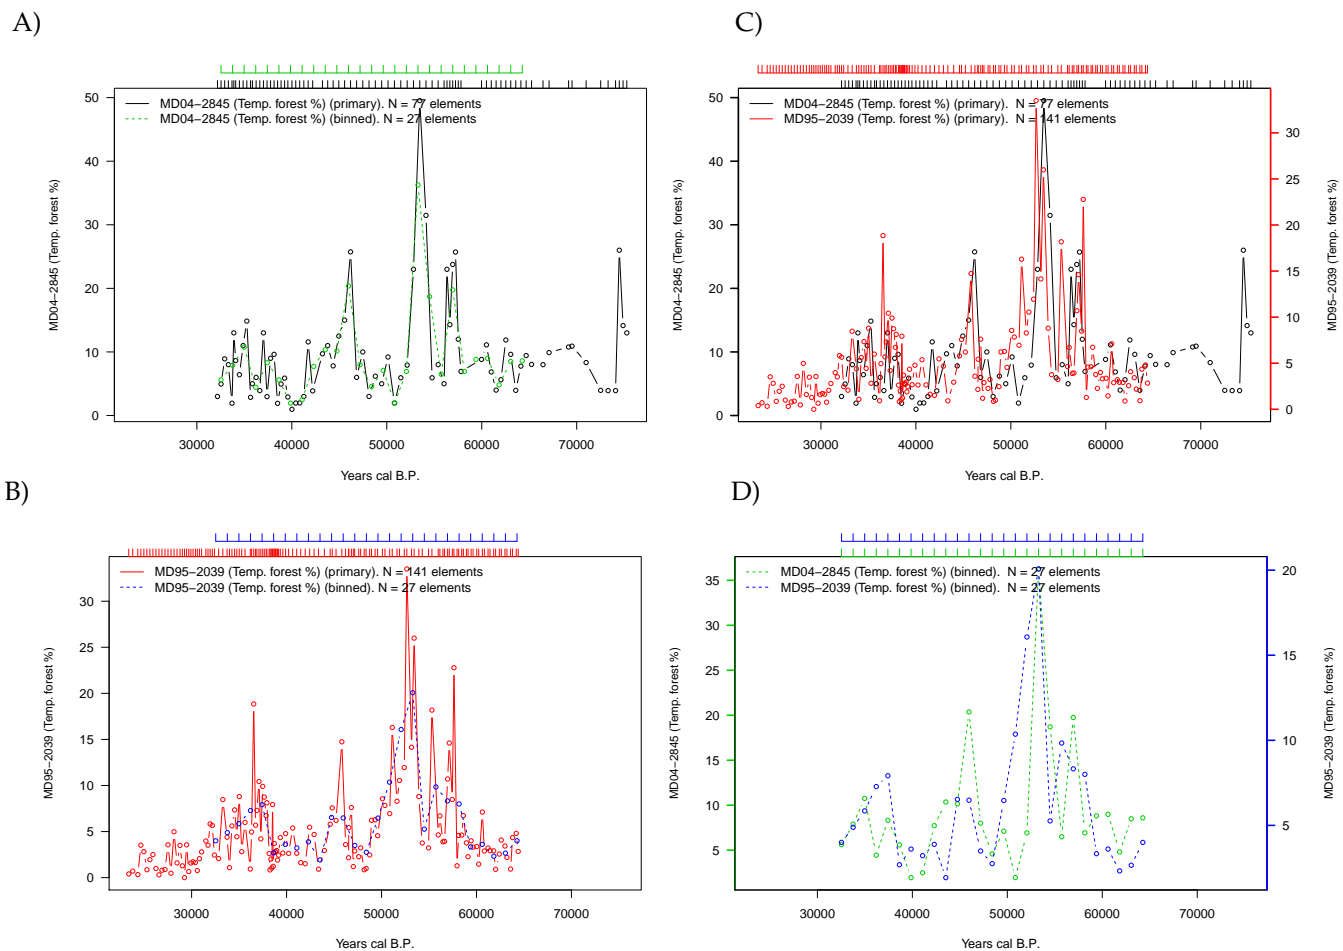 A)
MD04−2845 (Temp. forest %) (primary). N = 77 elements
MD04−2845 (Temp. forest %) (binned). N = 27 elements
50
40
30
20
10
0
MD04−2845 (Temp. forest %)
30000 40000 50000 60000 70000
Years cal B.P.
C)
MD04−2845 (Temp. forest %) (primary) N = 77 elements
MD95−2039 (Temp. forest %) (primary) N = 141 elements
50
40
30
20
10
0
MD04−2845 (Temp. forest %)
30
25
20
15
10
5
0
MD95−2039 (Temp. forest %)
30000 40000 50000 60000 70000
Years cal B.P.
B)
MD95−2039 (Temp. forest %) (primary). N = 141 elements
MD95−2039 (Temp. forest %) (binned). N = 27 elements
30
25
20
15
10
5
0
MD95−2039 (Temp. forest %)
30000 40000 50000 60000 70000
Years cal B.P.
D)
MD04−2845 (Temp. forest %) (binned). N = 27 elements
MD95−2039 (Temp. forest %) (binned). N = 27 elements
35
30
25
20
15
10
5
MD04−2845 (Temp. forest %)
20
15
10
5
MD95−2039 (Temp. forest %)
30000 40000 50000 60000 70000
Years cal B.P.